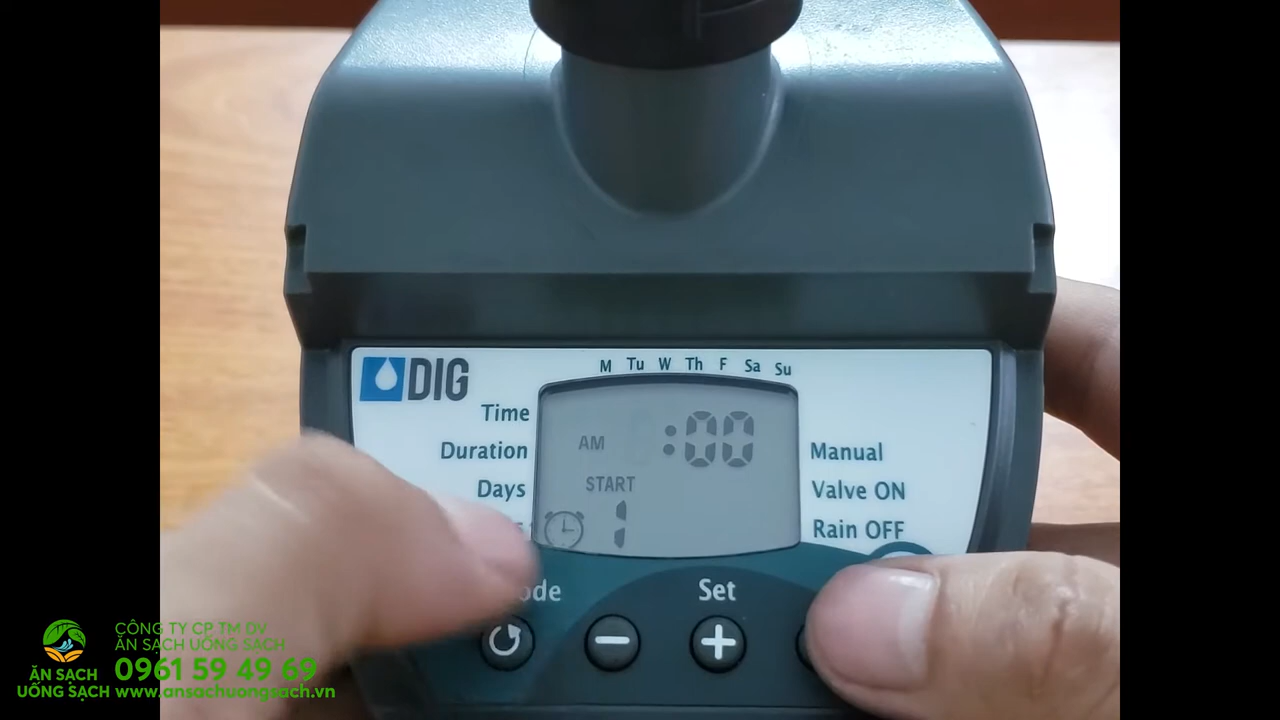 DIG
M Tu W Th F Sa Su
Time
Duration
Days
AM :00
START
1
Manual
Valve ON
Rain OFF
Set
CÔNG TY CP TM DV
ĂN SẠCH UỐNG SẠCH
0961 59 49 69
www.ansachuongsach.vn
ĂN SẠCH
UỐNG SẠCH